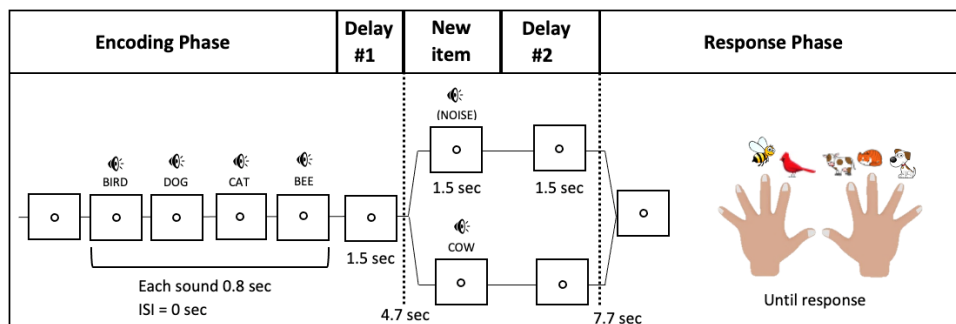 Encoding Phase
Delay
#1
New
item
Delay
#2
Response Phase
(NOISE)
BIRD
DOG
CAT
BEE
1.5 sec
1.5 sec
COW
1.5 sec
Each sound 0.8 sec
ISI = 0 sec
4.7 sec
7.7 sec
Until response